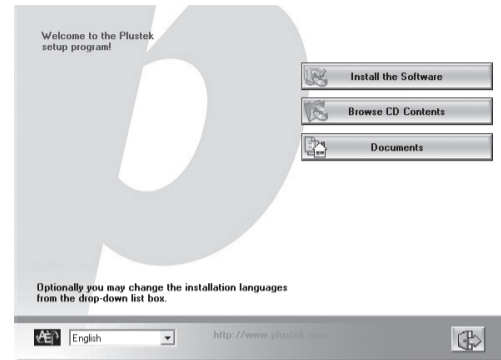 Welcome to the Plustek
setup program!
Install the Software
Browse CD Contents
Documents
Optionally you may change the installation languages
from the drop-down list box.
English
http://www.plustek.com